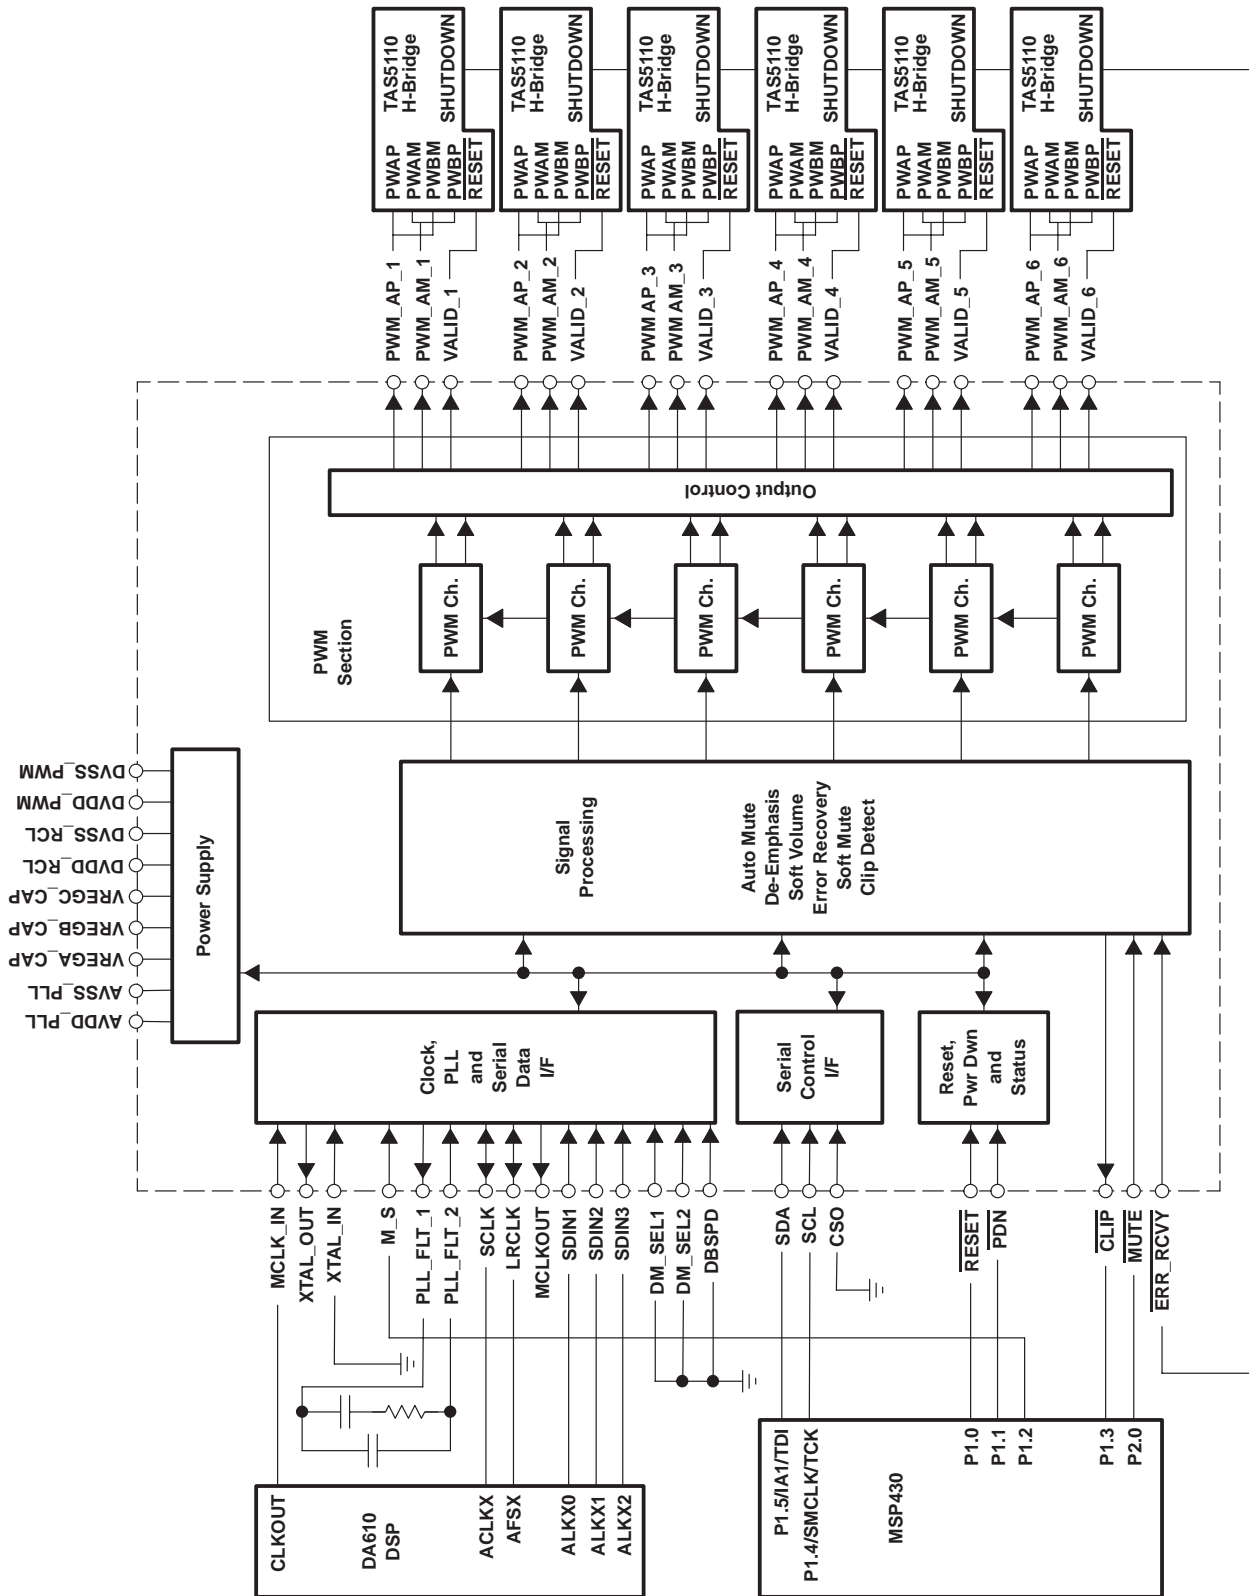 TAS5110
H-Bridge
SHUTDOWN
PWAP
PWAM
PWBM
PWBP
RESET
TAS5110
H-Bridge
SHUTDOWN
PWAP
PWAM
PWBM
PWBP
RESET
TAS5110
H-Bridge
SHUTDOWN
PWAP
PWAM
PWBM
PWBP
RESET
TAS5110
H-Bridge
SHUTDOWN
PWAP
PWAM
PWBM
PWBP
RESET
TAS5110
H-Bridge
SHUTDOWN
PWAP
PWAM
PWBM
PWBP
RESET
TAS5110
H-Bridge
SHUTDOWN
PWAP
PWAM
PWBM
PWBP
RESET
PWM_AP_1
PWM_AM_1
VALID_1
PWM_AP_2
PWM_AM_2
VALID_2
PWM AP_3
PWM AM_3
VALID_3
PWM_AP_4
PWM_AM_4
VALID_4
PWM_AP_5
PWM_AM_5
VALID_5
PWM_AP_6
PWM_AM_6
VALID_6
Output Control
PWM
Section
PWM Ch.
PWM Ch.
PWM Ch.
PWM Ch.
PWM Ch.
PWM Ch.
DVSS_PWM
DVDD_PWM
DVSS_RCL
DVDD_RCL
VREGC_CAP
VREGB_CAP
VREGA_CAP
AVSS_PLL
AVDD_PLL
Power Supply
Signal
Processing
Auto Mute
De-Emphasis
Soft Volume
Error Recovery
Soft Mute
Clip Detect
Clock,
PLL
and
Serial
Data
I/F
Serial
Control
I/F
Reset,
Pwr Dwn
and
Status
MCLK_IN
XTAL_OUT
XTAL_IN
M_S
PLL_FLT_1
PLL_FLT_2
SCLK
LRCLK
MCLKOUT
SDIN1
SDIN2
SDIN3
DM_SEL1
DM_SEL2
DBSPD
SDA
SCL
CSO
RESET
PDN
CLIP
MUTE
ERR_RCVY
CLKOUT
DA610
DSP
ACLKX
AFSX
ALKX0
ALKX1
ALKX2
P1.5/IA1/TDI
P1.4/SMCLK/TCK
MSP430
P1.0
P1.1
P1.2
P1.3
P2.0